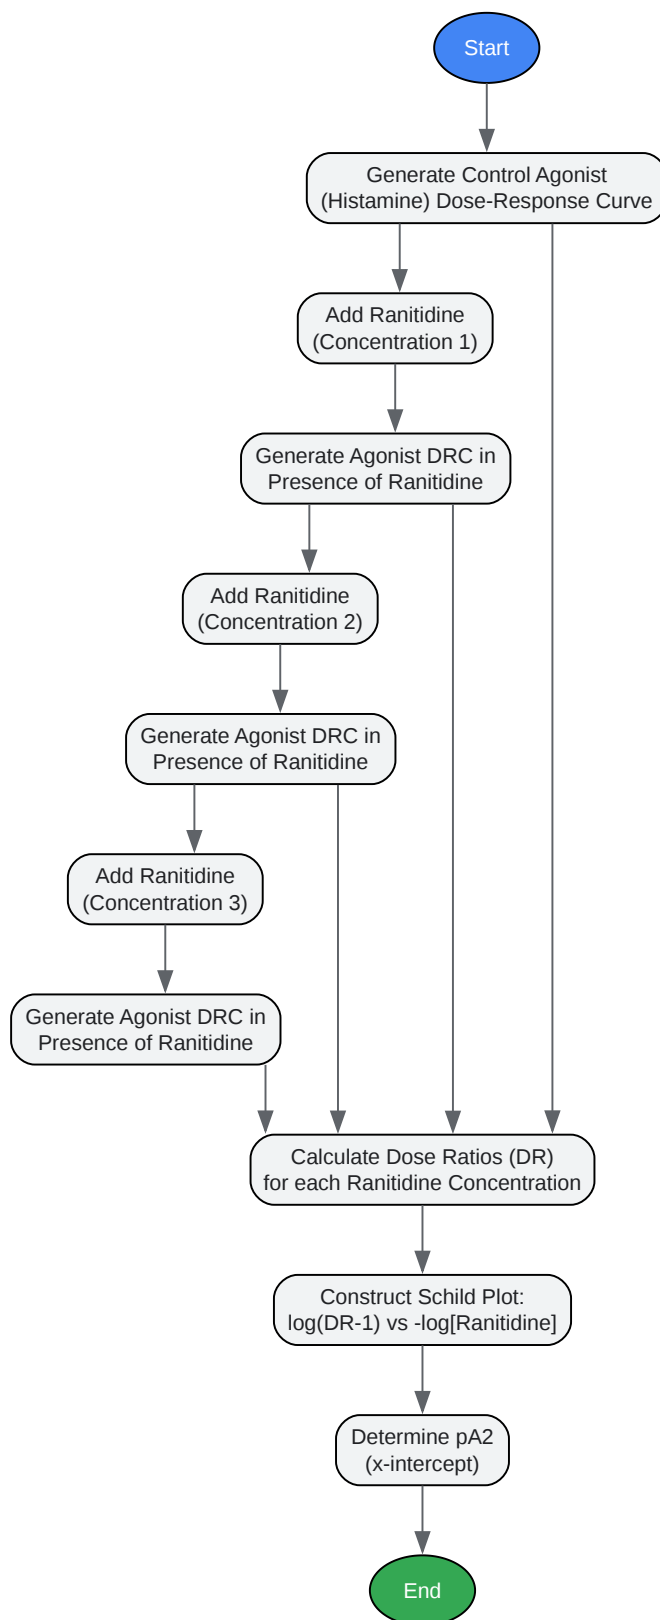 Start
Generate Control Agonist
(Histamine) Dose-Response Curve
Add Ranitidine
(Concentration 1)
Generate Agonist DRC in
Presence of Ranitidine
Add Ranitidine
(Concentration 2)
Generate Agonist DRC in
Presence of Ranitidine
Add Ranitidine
(Concentration 3)
Generate Agonist DRC in
Presence of Ranitidine
Calculate Dose Ratios (DR)
for each Ranitidine Concentration
Construct Schild Plot:
log(DR-1) vs -log[Ranitidine]
Determine pA2
(x-intercept)
End